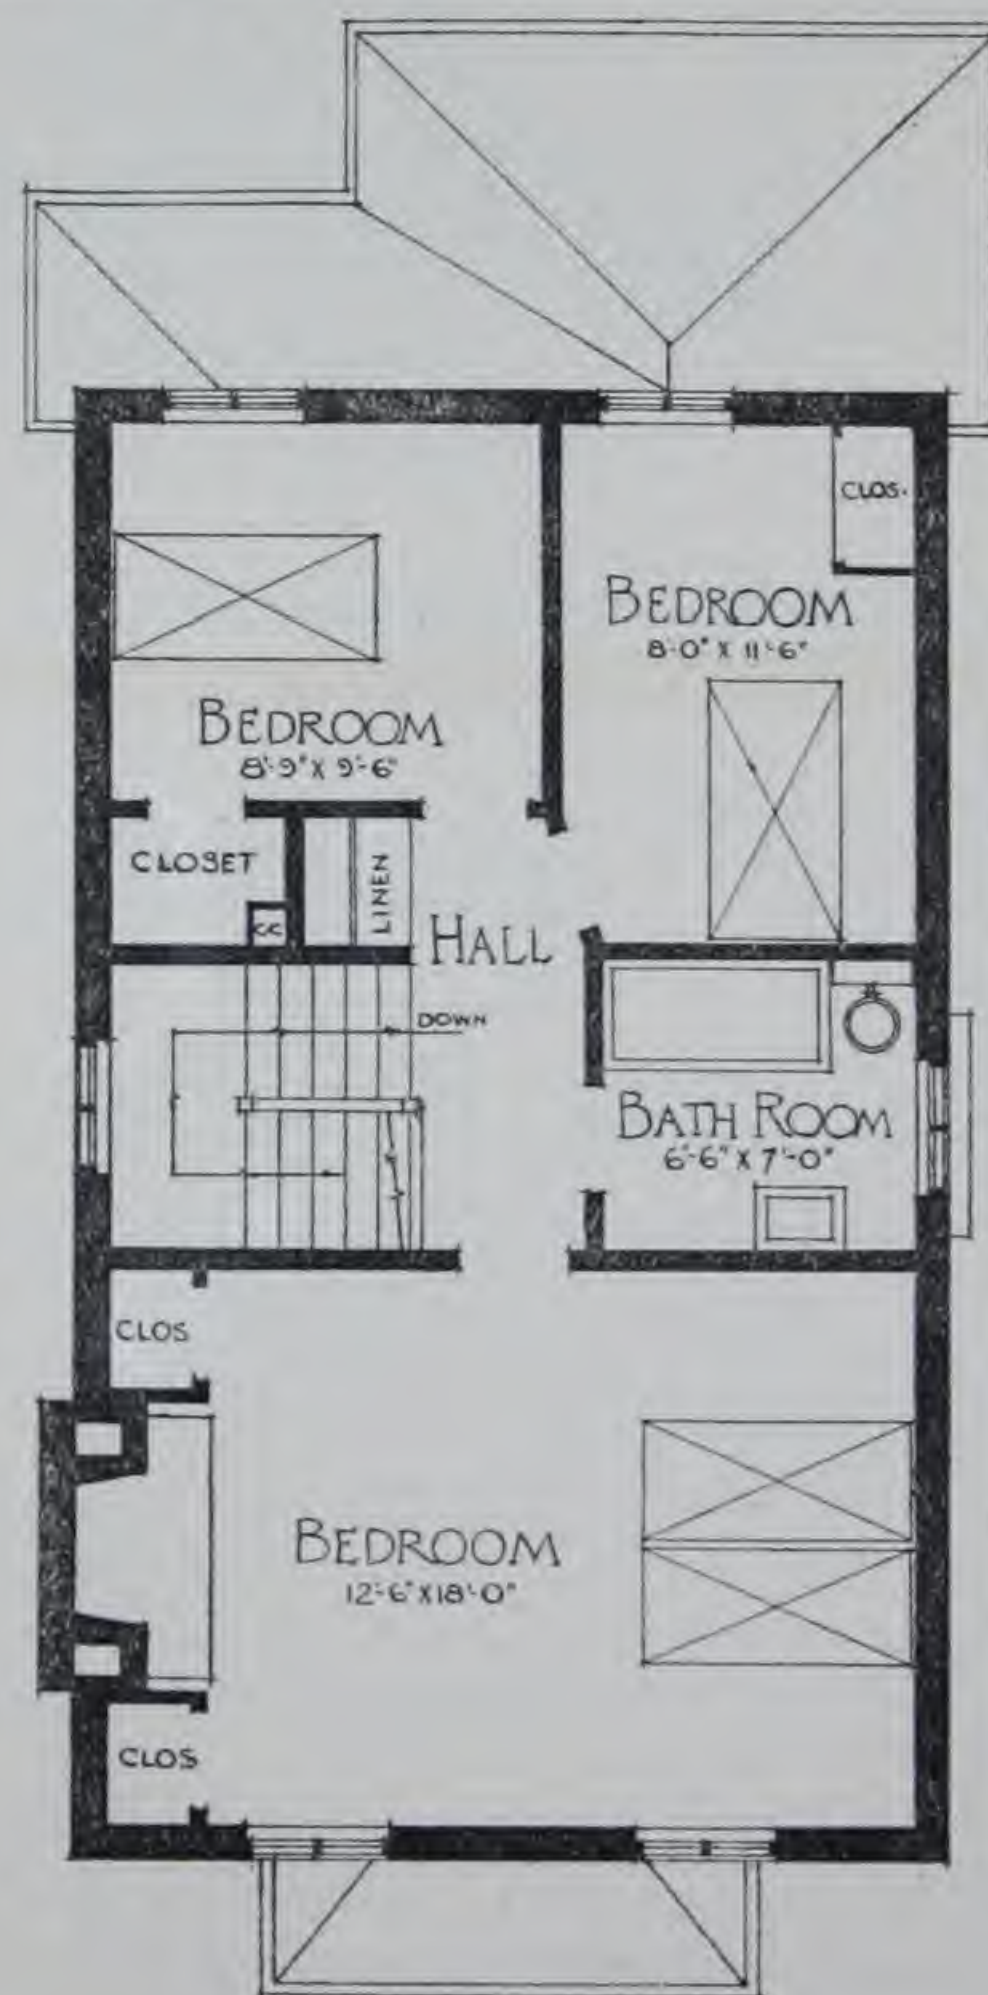 CLOS.
BEDROOM
8'-0" X 11'-6"
BEDROOM
8'-9" X 9'-6"
CLOSET
CC
LINEN
HALL
DOWN
BATH ROOM
6'-6" X 7'-0"
CLOS
BEDROOM
12'-6" X 18'-0"
CLOS